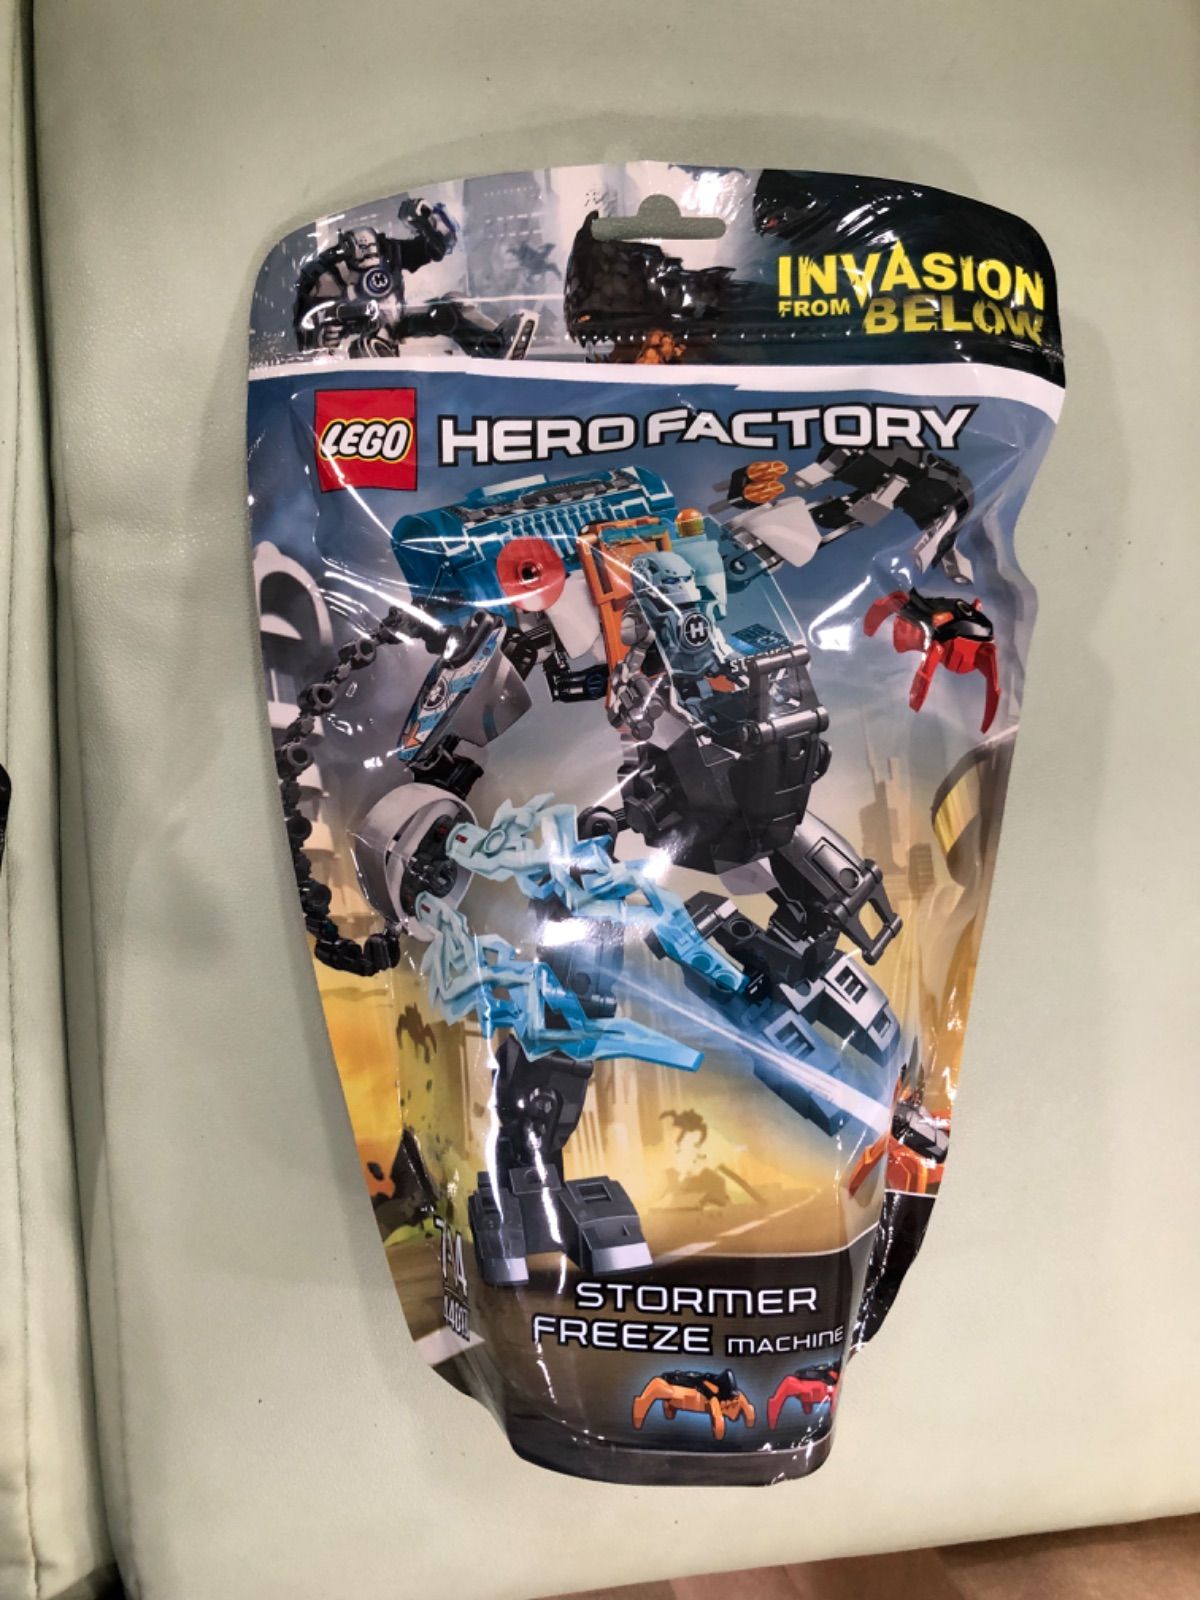 INVASION
FROM BELOW
LEGO
HERO FACTORY
H
STORMER
FREEZE MACHINE